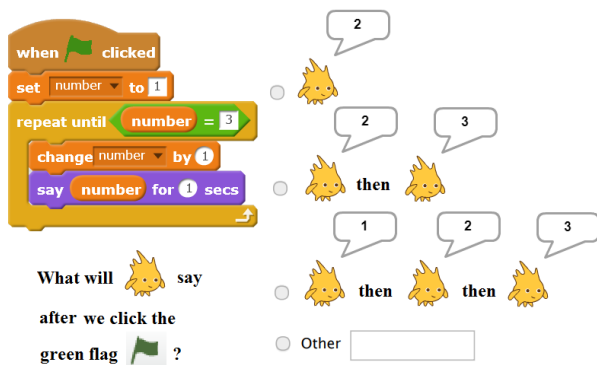 when clicked
set number to 1
repeat until number = 3
change number by 1
say number for 1 secs
What will say
after we click the
green flag ?
2
2 3
then
1 2 3
then then
Other